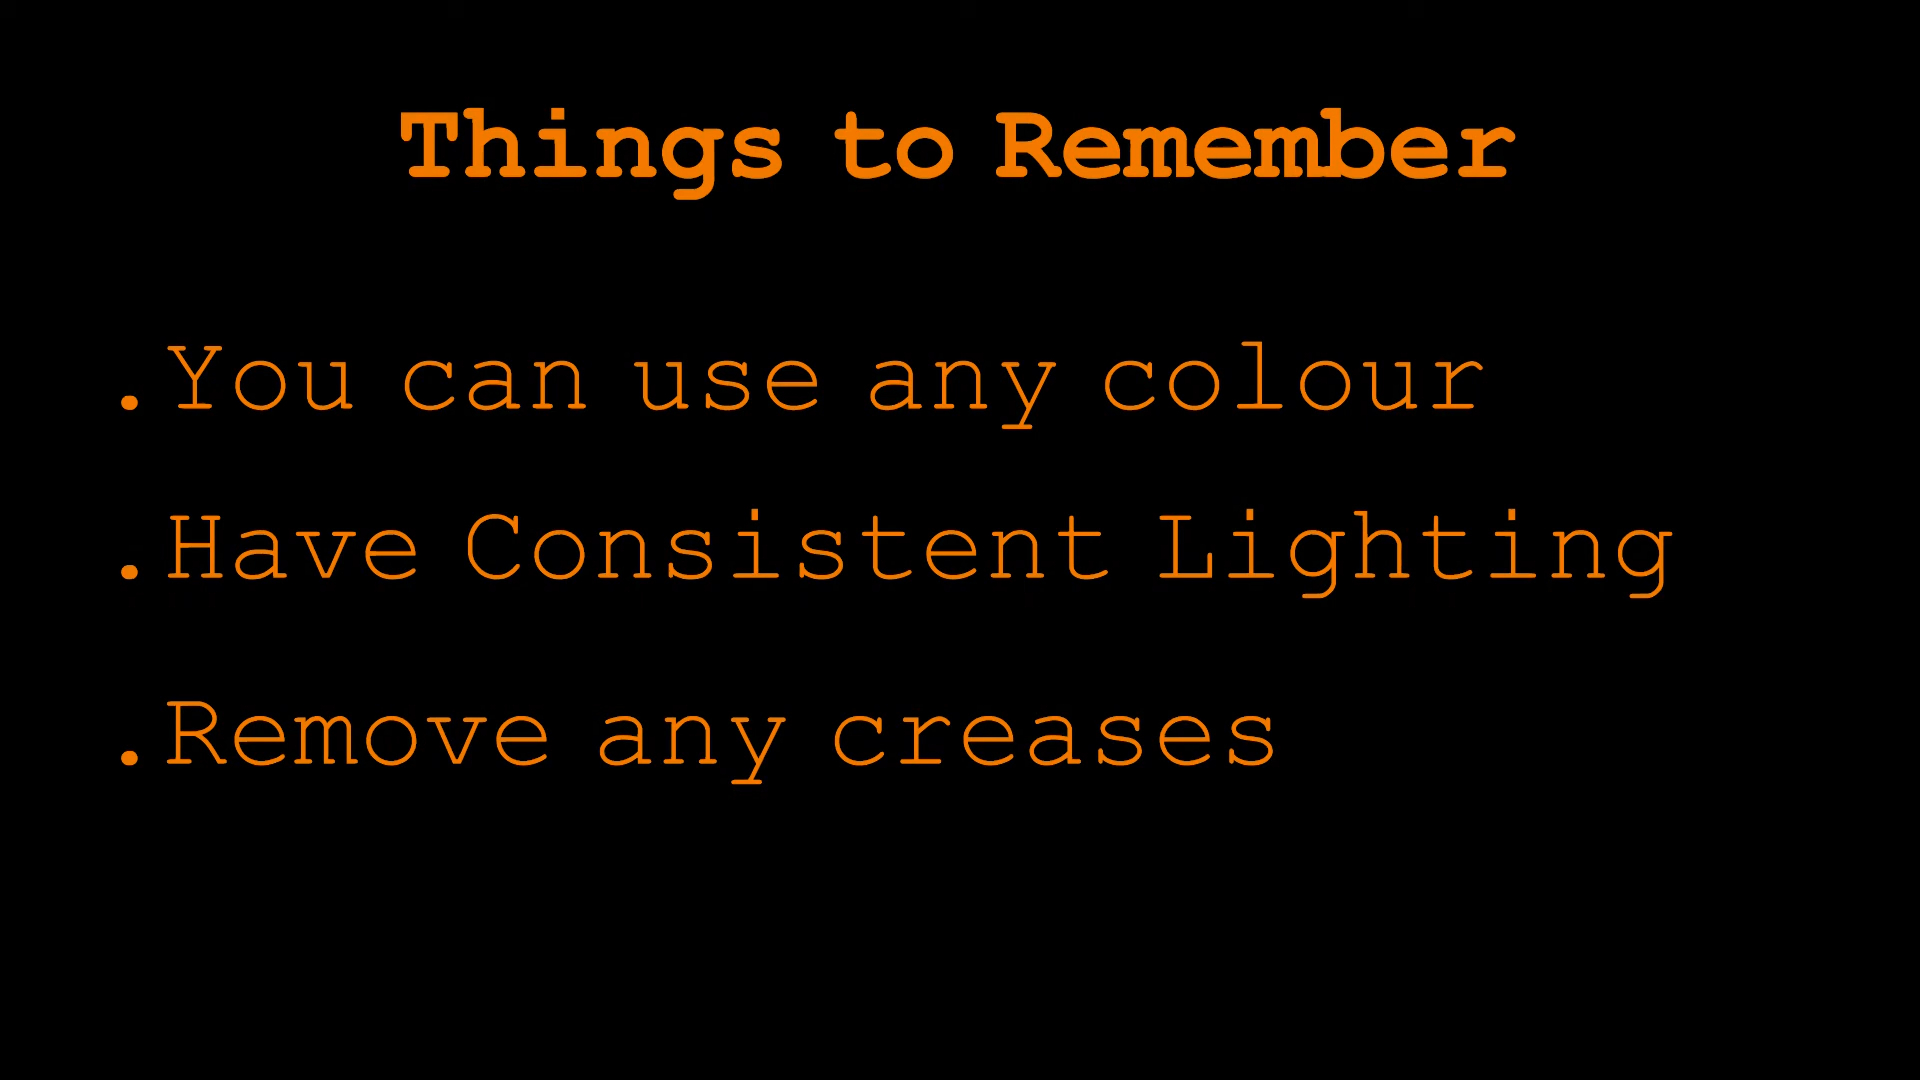 Things to Remember
.You can use any colour
.Have Consistent Lighting
.Remove any creases